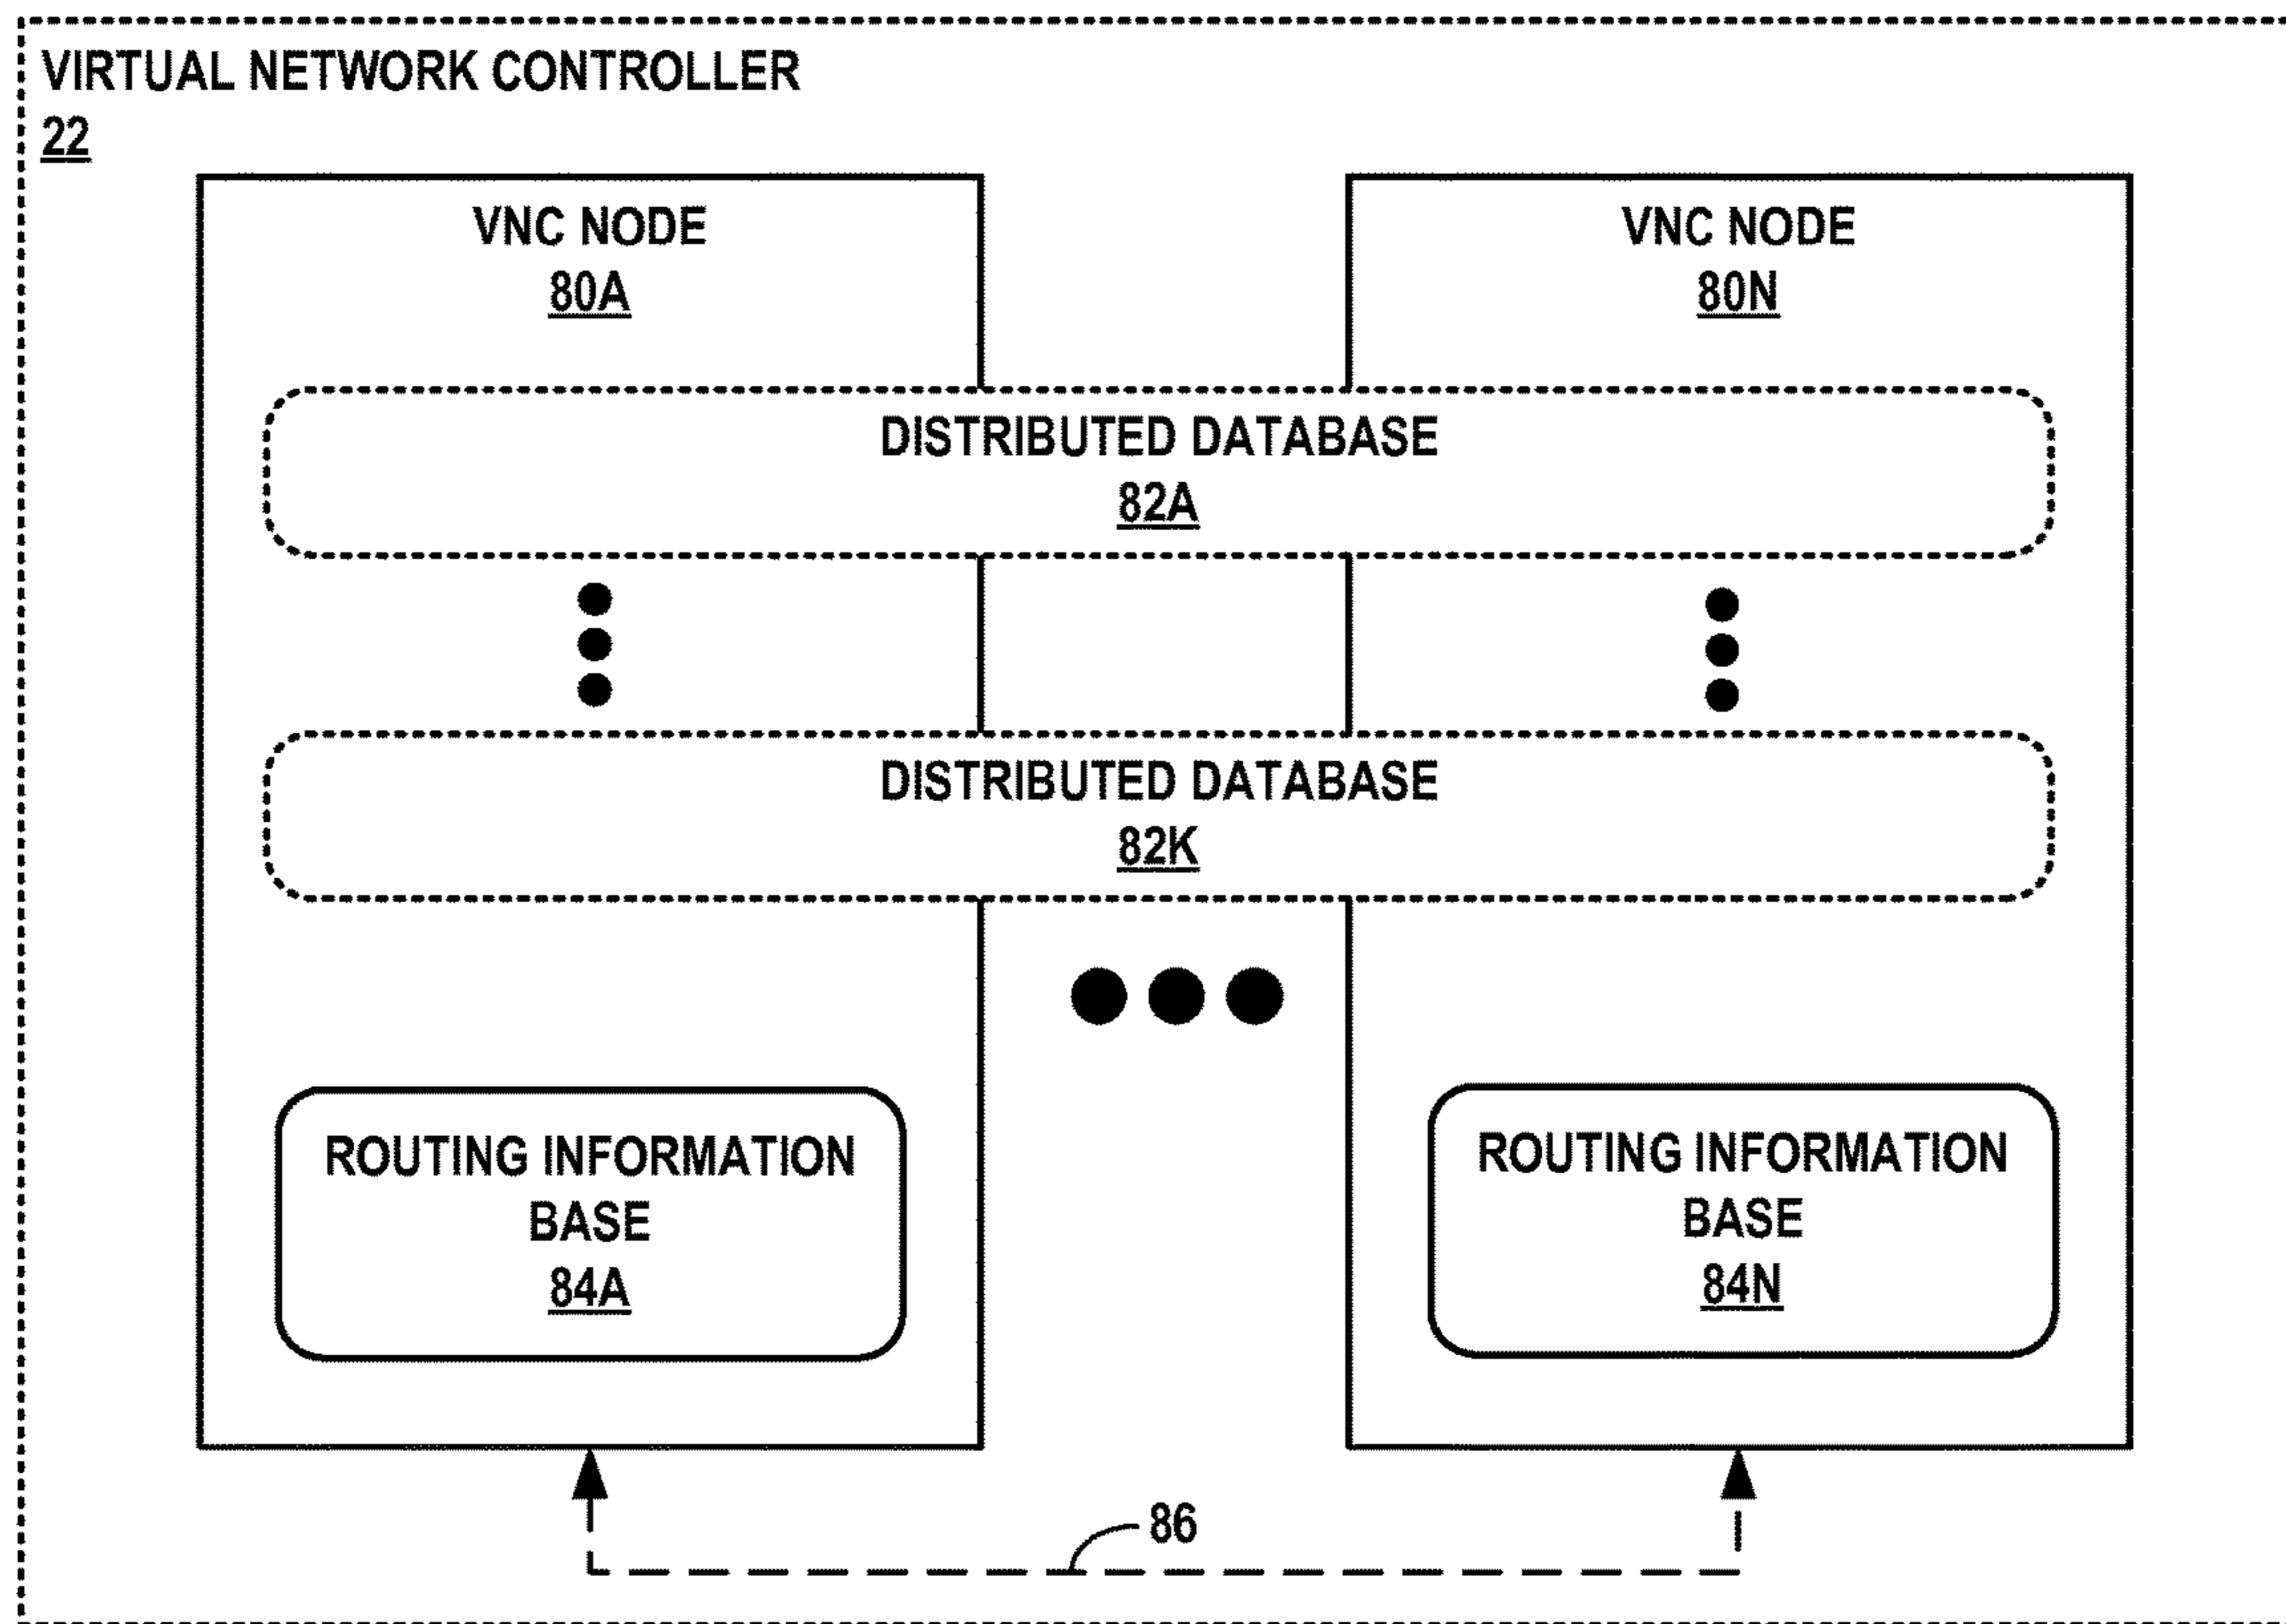 VIRTUAL NETWORK CONTROLLER
22
VNC NODE
80A
VNC NODE
80N
DISTRIBUTED DATABASE
82A
DISTRIBUTED DATABASE
82K
ROUTING INFORMATION
BASE
84A
ROUTING INFORMATION
BASE
84N
86